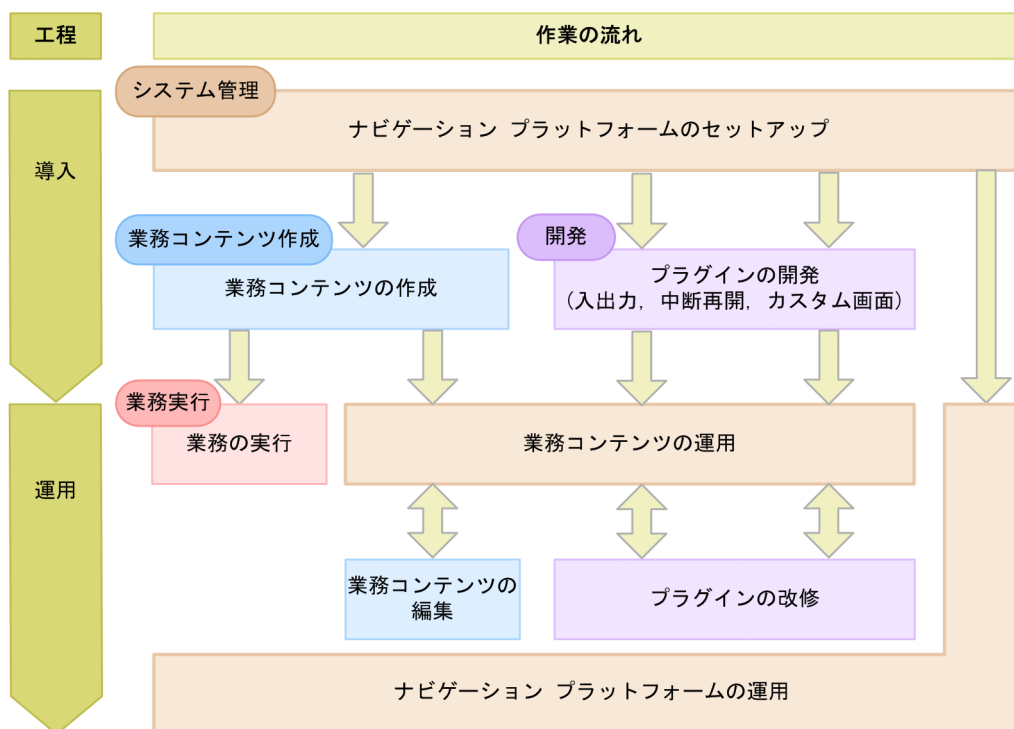 工程
作業の流れ
システム管理
ナビゲーション プラットフォームのセットアップ
導入
業務コンテンツ作成
開発
業務コンテンツの作成
プラグインの開発
（入出力，中断再開，カスタム画面）
業務実行
業務の実行
業務コンテンツの運用
運用
業務コンテンツの
編集
プラグインの改修
ナビゲーション プラットフォームの運用